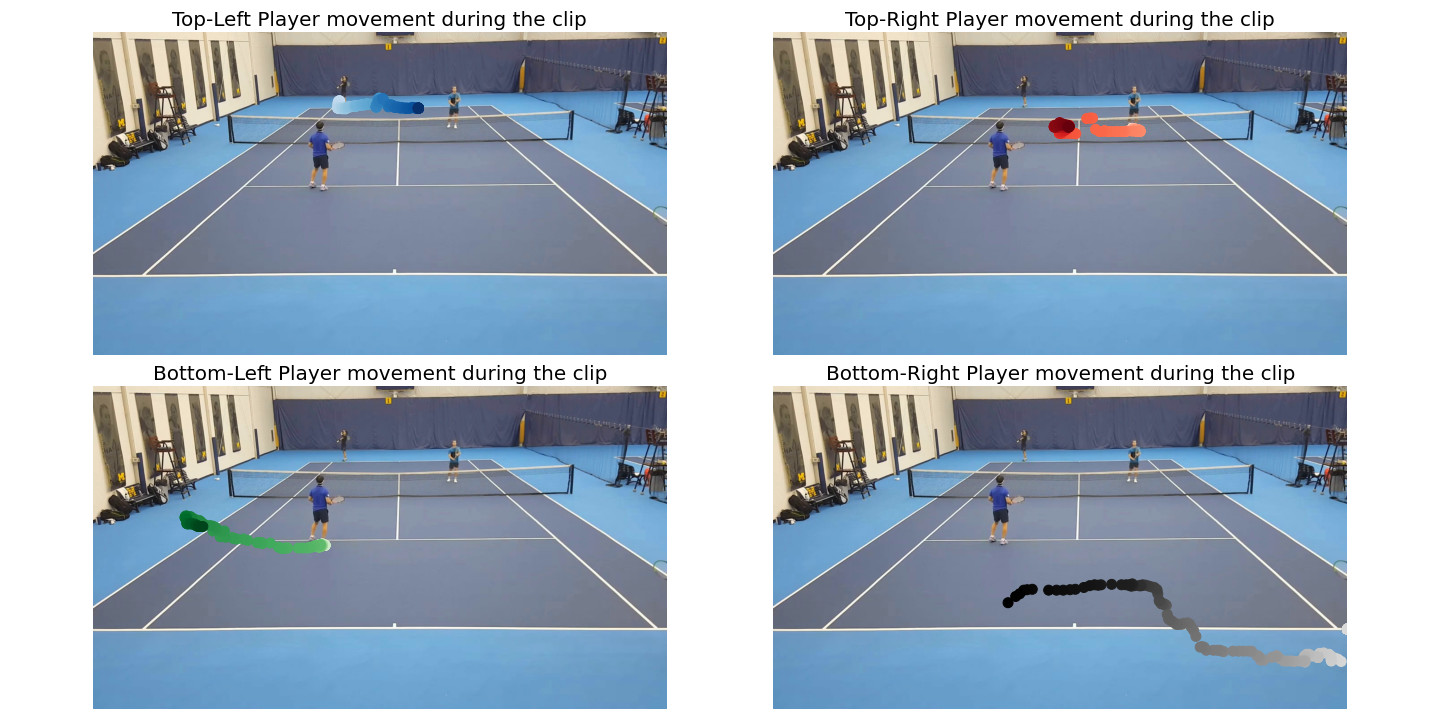 Top-Left Player movement during the clip
Top-Right Player movement during the clip
Bottom-Left Player movement during the clip
Bottom-Right Player movement during the clip